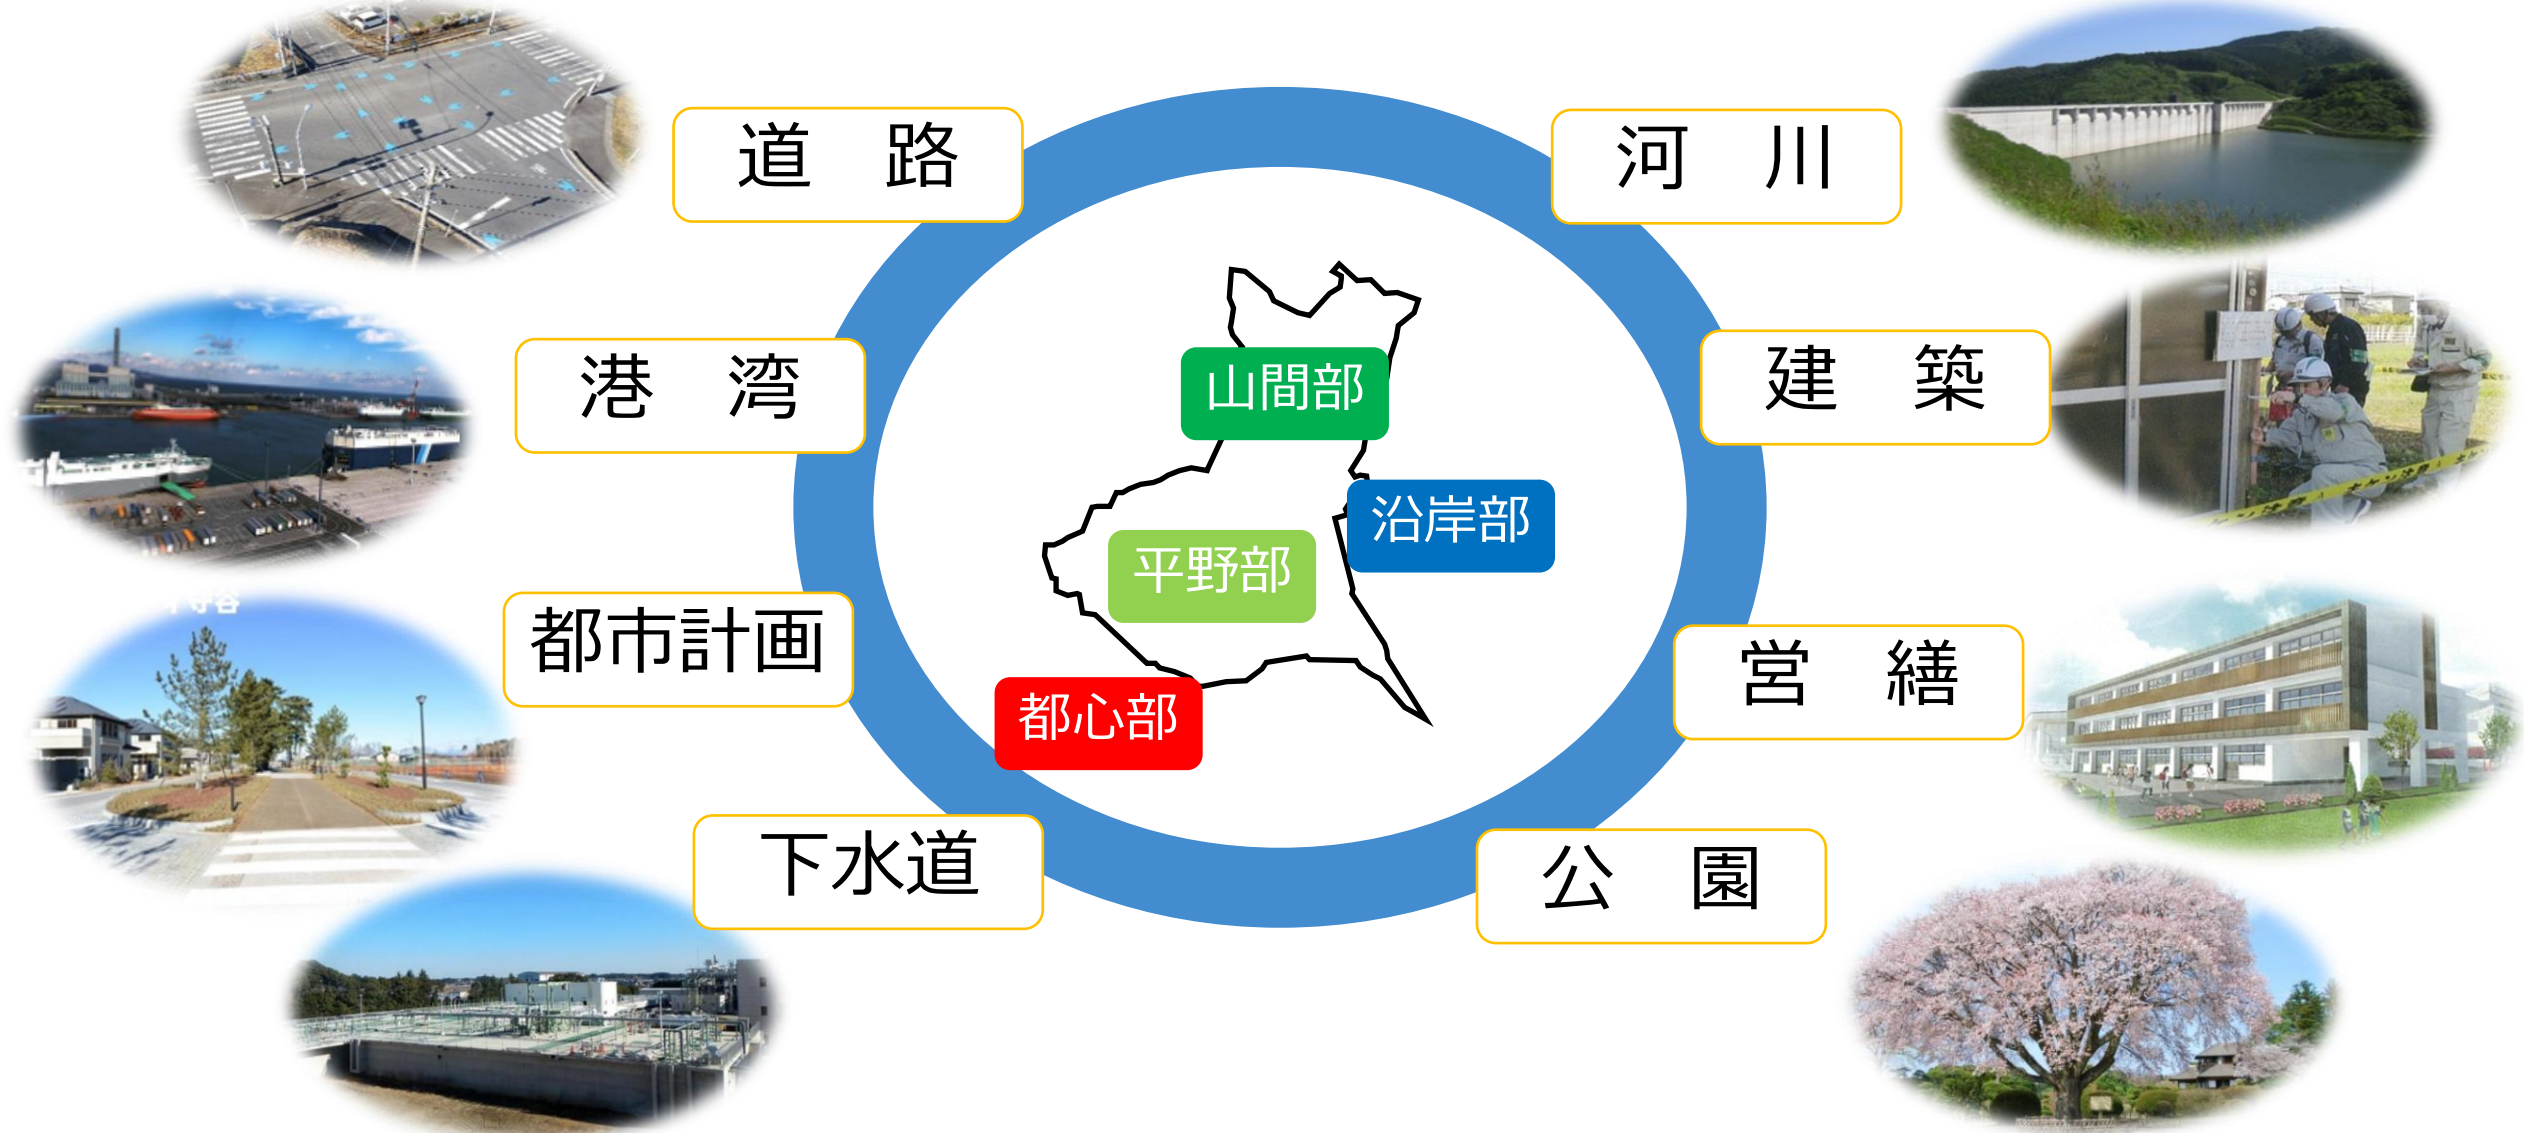 道　路
河　川
港　湾
建　築
山間部
沿岸部
平野部
都市計画
営　繕
都心部
下水道
公　園